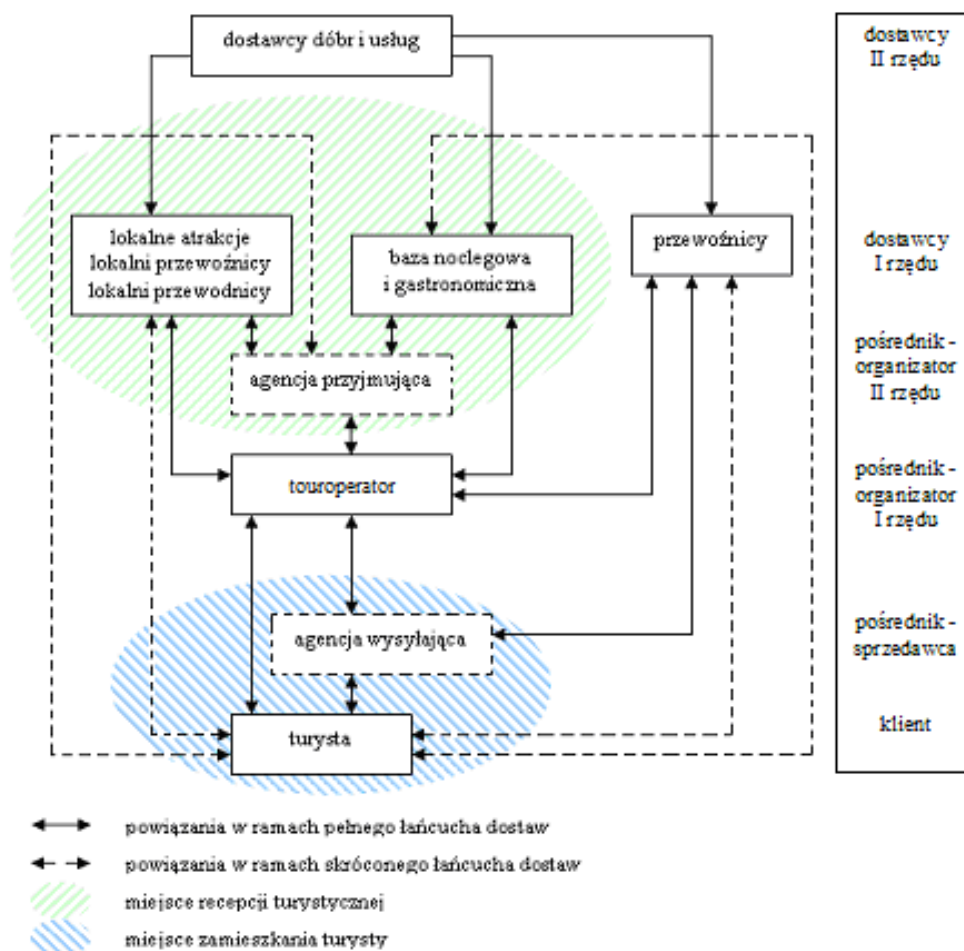 dostawcy dóbr i usług
lokalne atrakcje
lokalni przewoźnicy
lokalni przewodnicy
baza noclegowa
i gastronomiczna
przewoźnicy
agencja przyjmująca
touroperator
agencja wysyłająca
turysta
dostawcy
II rzędu
dostawcy
I rzędu
pośrednik -
organizator
II rzędu
pośrednik -
organizator
I rzędu
pośrednik -
sprzedawca
klient
powiązania w ramach pełnego łańcucha dostaw
powiązania w ramach skróconego łańcucha dostaw
miejsce recepcji turystycznej
miejsce zamieszkania turysty